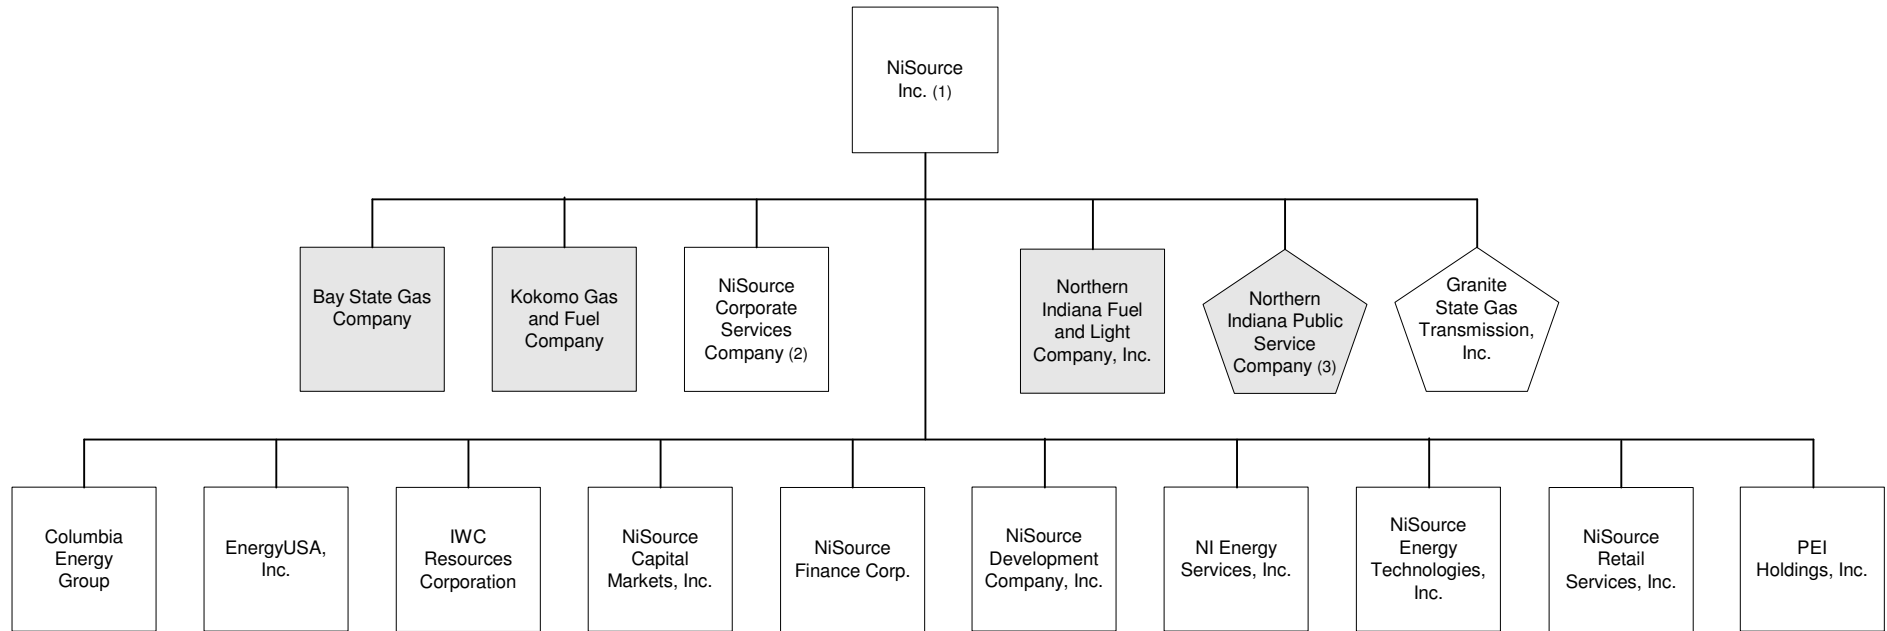 NiSource
Inc. (1)
Bay State Gas
Company
Kokomo Gas
and Fuel
Company
NiSource
Corporate
Services
Company (2)
Northern
Indiana Fuel
and Light
Company, Inc.
Northern
Indiana Public
Service
Company (3)
Granite
State Gas
Transmission,
Inc.
Columbia
Energy
Group
EnergyUSA,
Inc.
IWC
Resources
Corporation
NiSource
Capital
Markets, Inc.
NiSource
Finance Corp.
NiSource
Development
Company, Inc.
NI Energy
Services, Inc.
NiSource
Energy
Technologies,
Inc.
NiSource
Retail
Services, Inc.
PEI
Holdings, Inc.